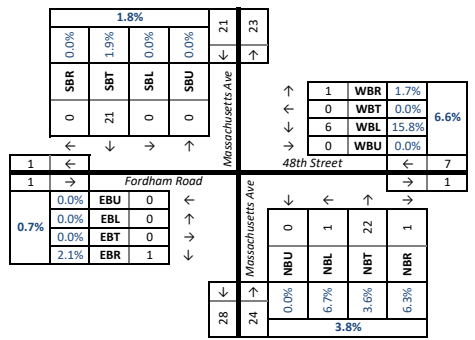 1.8%
21 23
0.0% 1.9% 0.0% 0.0%
↓ ↑
SBR SBT SBL SBU
Massachusetts Ave
0 21 0 0
← ↓ → ↑
↑ 1 WBR 1.7%
← 0 WBT 0.0%
6.6%
↓ 6 WBL 15.8%
→ 0 WBU 0.0%
1 ←
48th Street
← 7
1 →
Fordham Road
→ 1
0.7%
0.0% EBU 0 ←
0.0% EBL 0 ↑
0.0% EBT 0 →
2.1% EBR 1 ↓
Massachusetts Ave
↓ ← ↑ →
0 1 22 1
NBU NBL NBT NBR
↓ ↑
0.0% 6.7% 3.6% 6.3%
28 24
3.8%